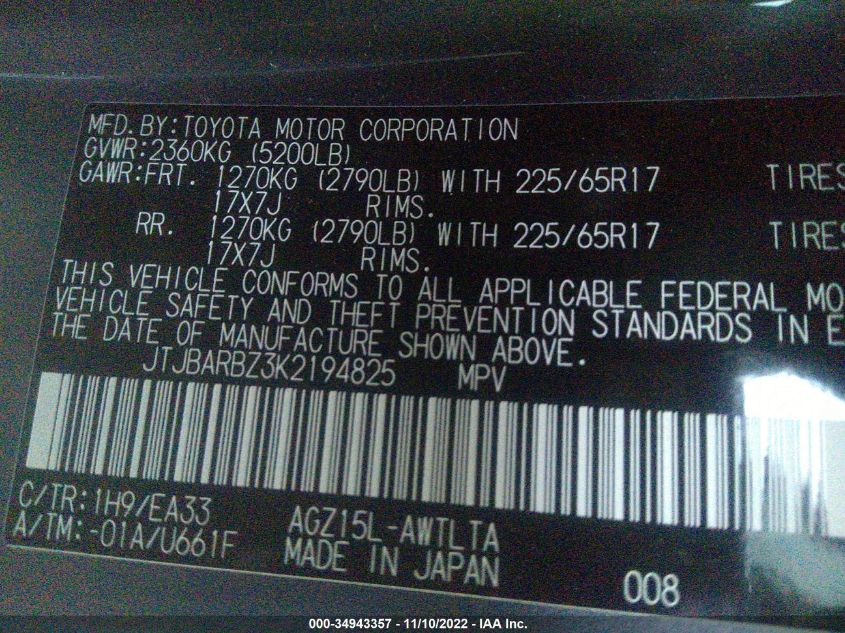 MFD.BY:TOYOTA MOTOR CORPORATION
GVWR:2360KG (5200LB)
GAWR:FRT. 1270KG (2790LB) WITH 225/65R17 TIRES
17X7J RIMS.
RR. 1270KG (2790LB) WITH 225/65R17 TIRES
17X7J RIMS.
THIS VEHICLE CONFORMS TO ALL APPLICABLE FEDERAL MO
VEHICLE SAFETY AND THEFT PREVENTION STANDARDS IN E
THE DATE OF MANUFACTURE SHOWN ABOVE.
JTJBARBZ3K2194825 MPV
C/TR:1H9/EA33
A/TM:-01A/U661F
AGZ15L-AWTLTA
MADE IN JAPAN
008
000-34943357 - 11/10/2022 - IAA Inc.